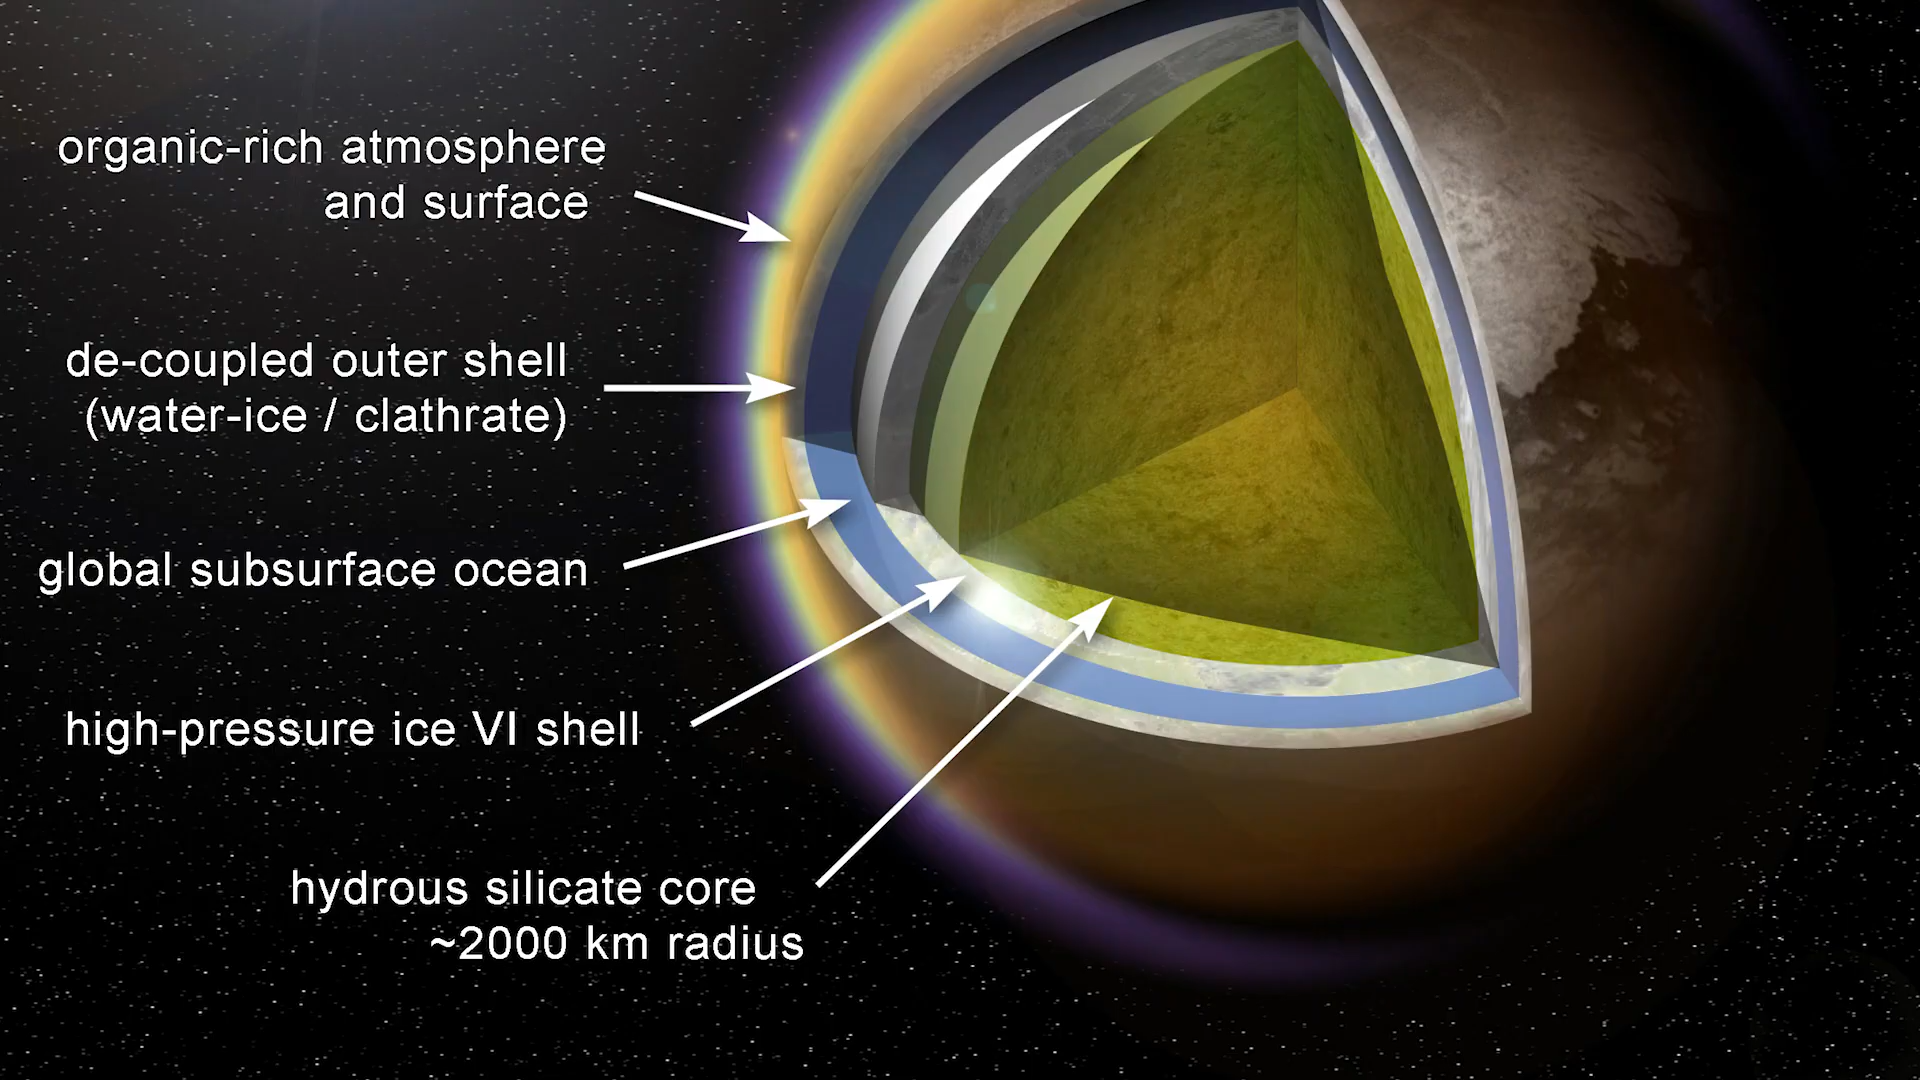 organic-rich atmosphere
and surface
de-coupled outer shell
(water-ice / clathrate)
global subsurface ocean
high-pressure ice VI shell
hydrous silicate core
~2000 km radius